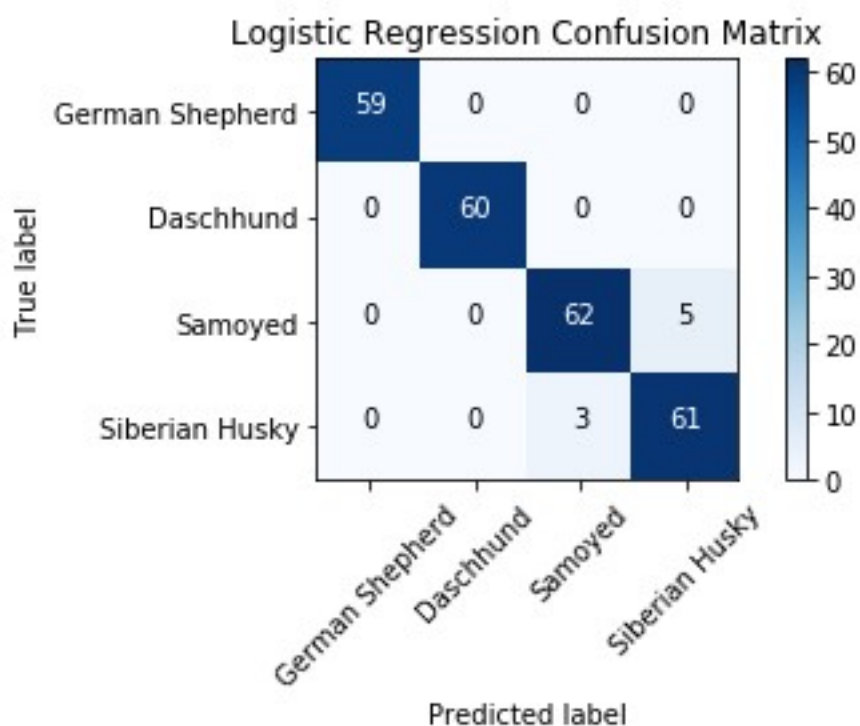 Logistic Regression Confusion Matrix
True label
German Shepherd 59 0 0 0
Daschhund 0 60 0 0
Samoyed 0 0 62 5
Siberian Husky 0 0 3 61
German Shepherd
Daschhund
Samoyed
Siberian Husky
Predicted label
60
50
40
30
20
10
0